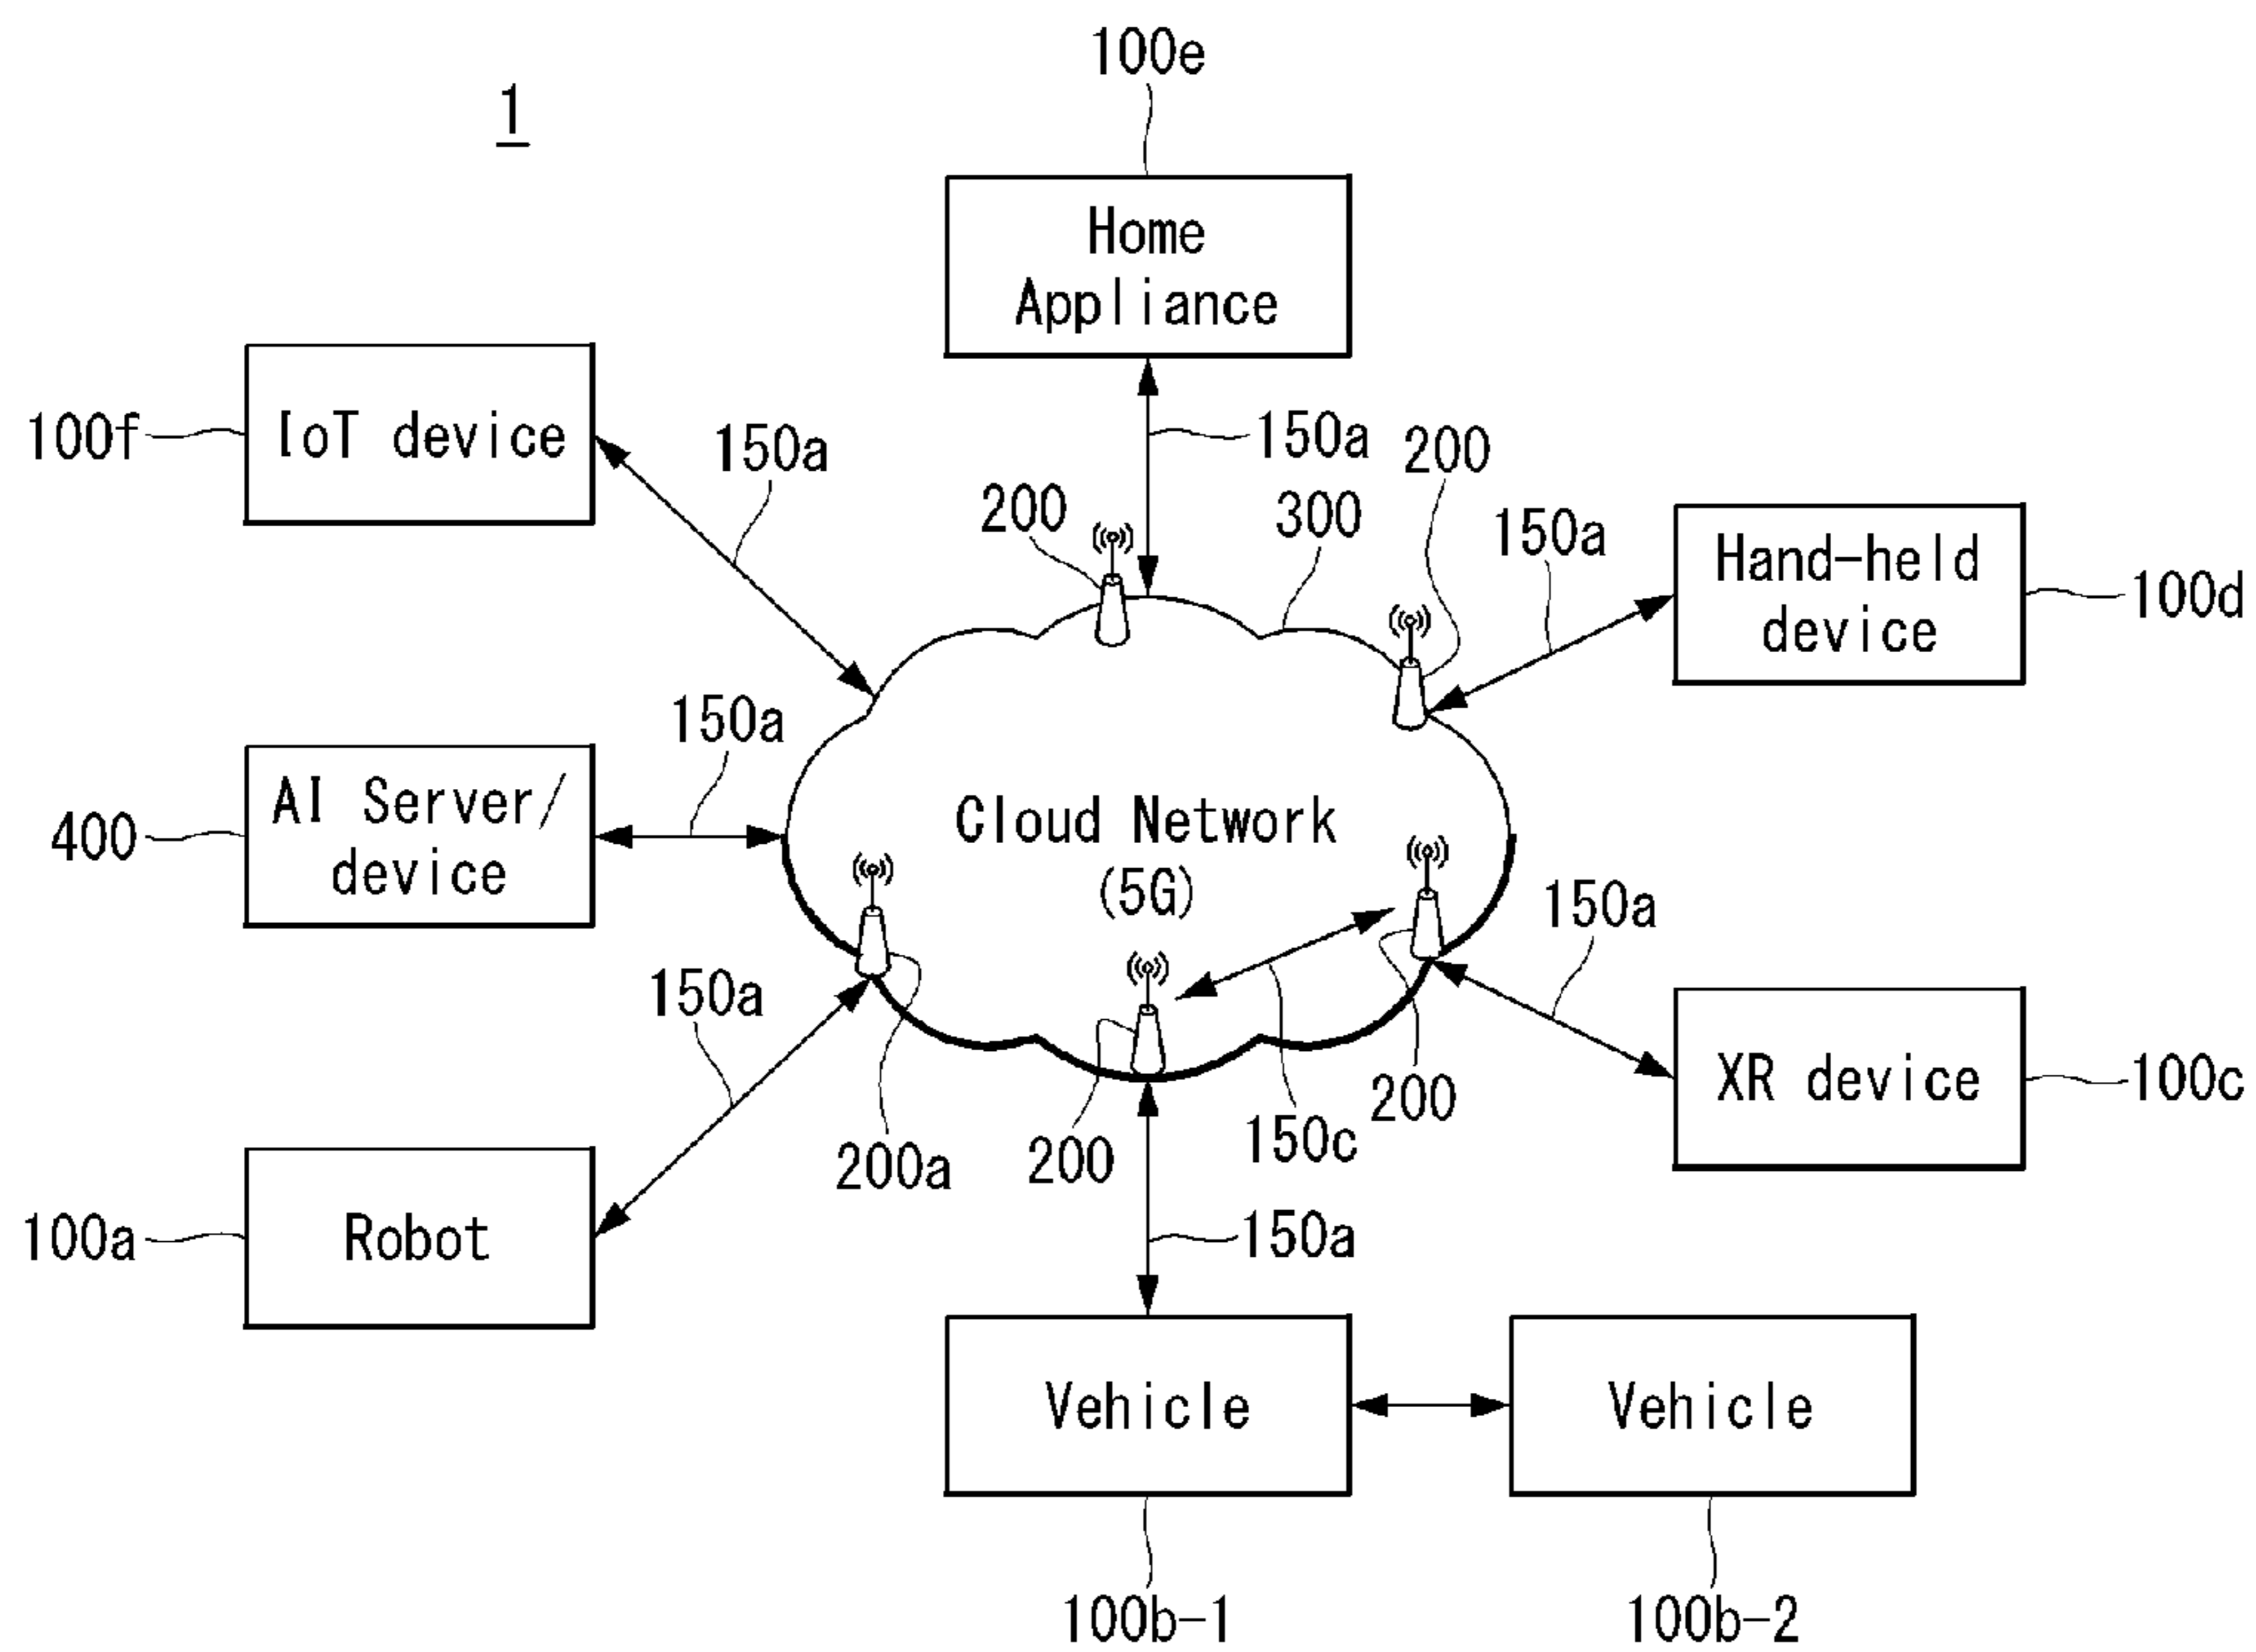 1
100e
Home
Appliance
100f
IoT device
150a
150a
200
200
300
150a
Hand-held
device
100d
400
AI Server/
device
150a
Cloud Network
(5G)
150a
150a
200a
200
150c
200
XR device
100c
100a
Robot
150a
Vehicle
Vehicle
100b-1
100b-2